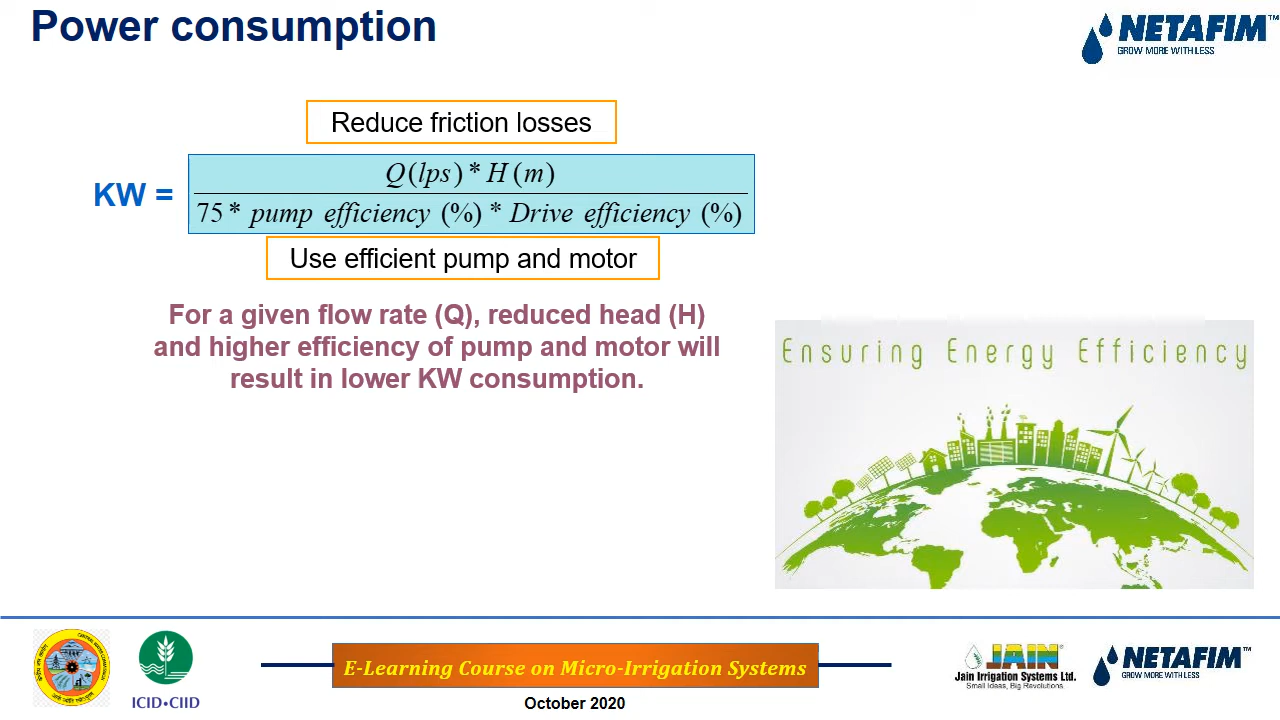 Power consumption
NETAFIM™
GROW MORE WITH LESS
Reduce friction losses
KW =
Q(lps) * H (m)
75 * pump efficiency (%) * Drive efficiency (%)
Use efficient pump and motor
For a given flow rate (Q), reduced head (H)
and higher efficiency of pump and motor will
result in lower KW consumption.
Ensuring Energy Efficiency
ICID•CIID
E-Learning Course on Micro-Irrigation Systems
October 2020
JAIN®
Jain Irrigation Systems Ltd.
Small Ideas, Big Revolutions.
NETAFIM™
GROW MORE WITH LESS